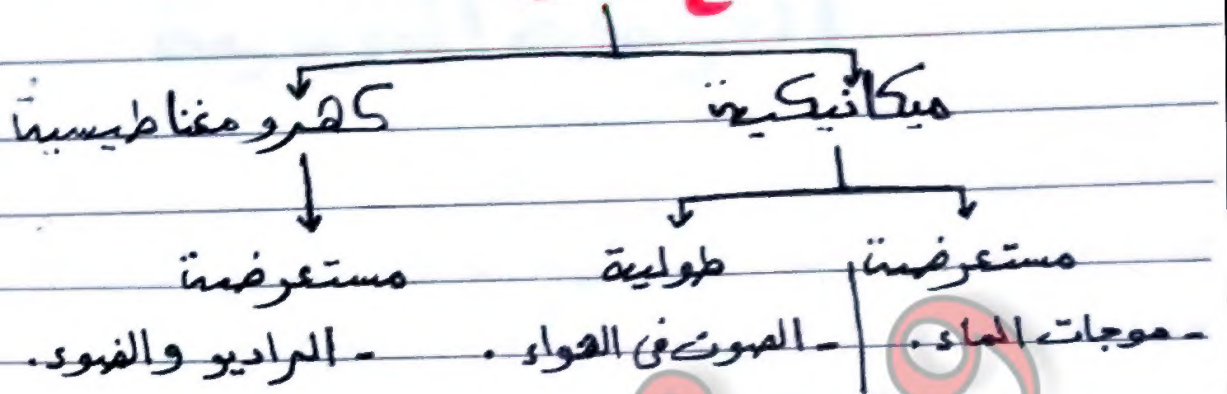 ميكانيكية كهرومغناطيسية
مستعرضة طولية مستعرضة
- موجات الماء. - الصوت في الهواء. - الراديو والضوء.